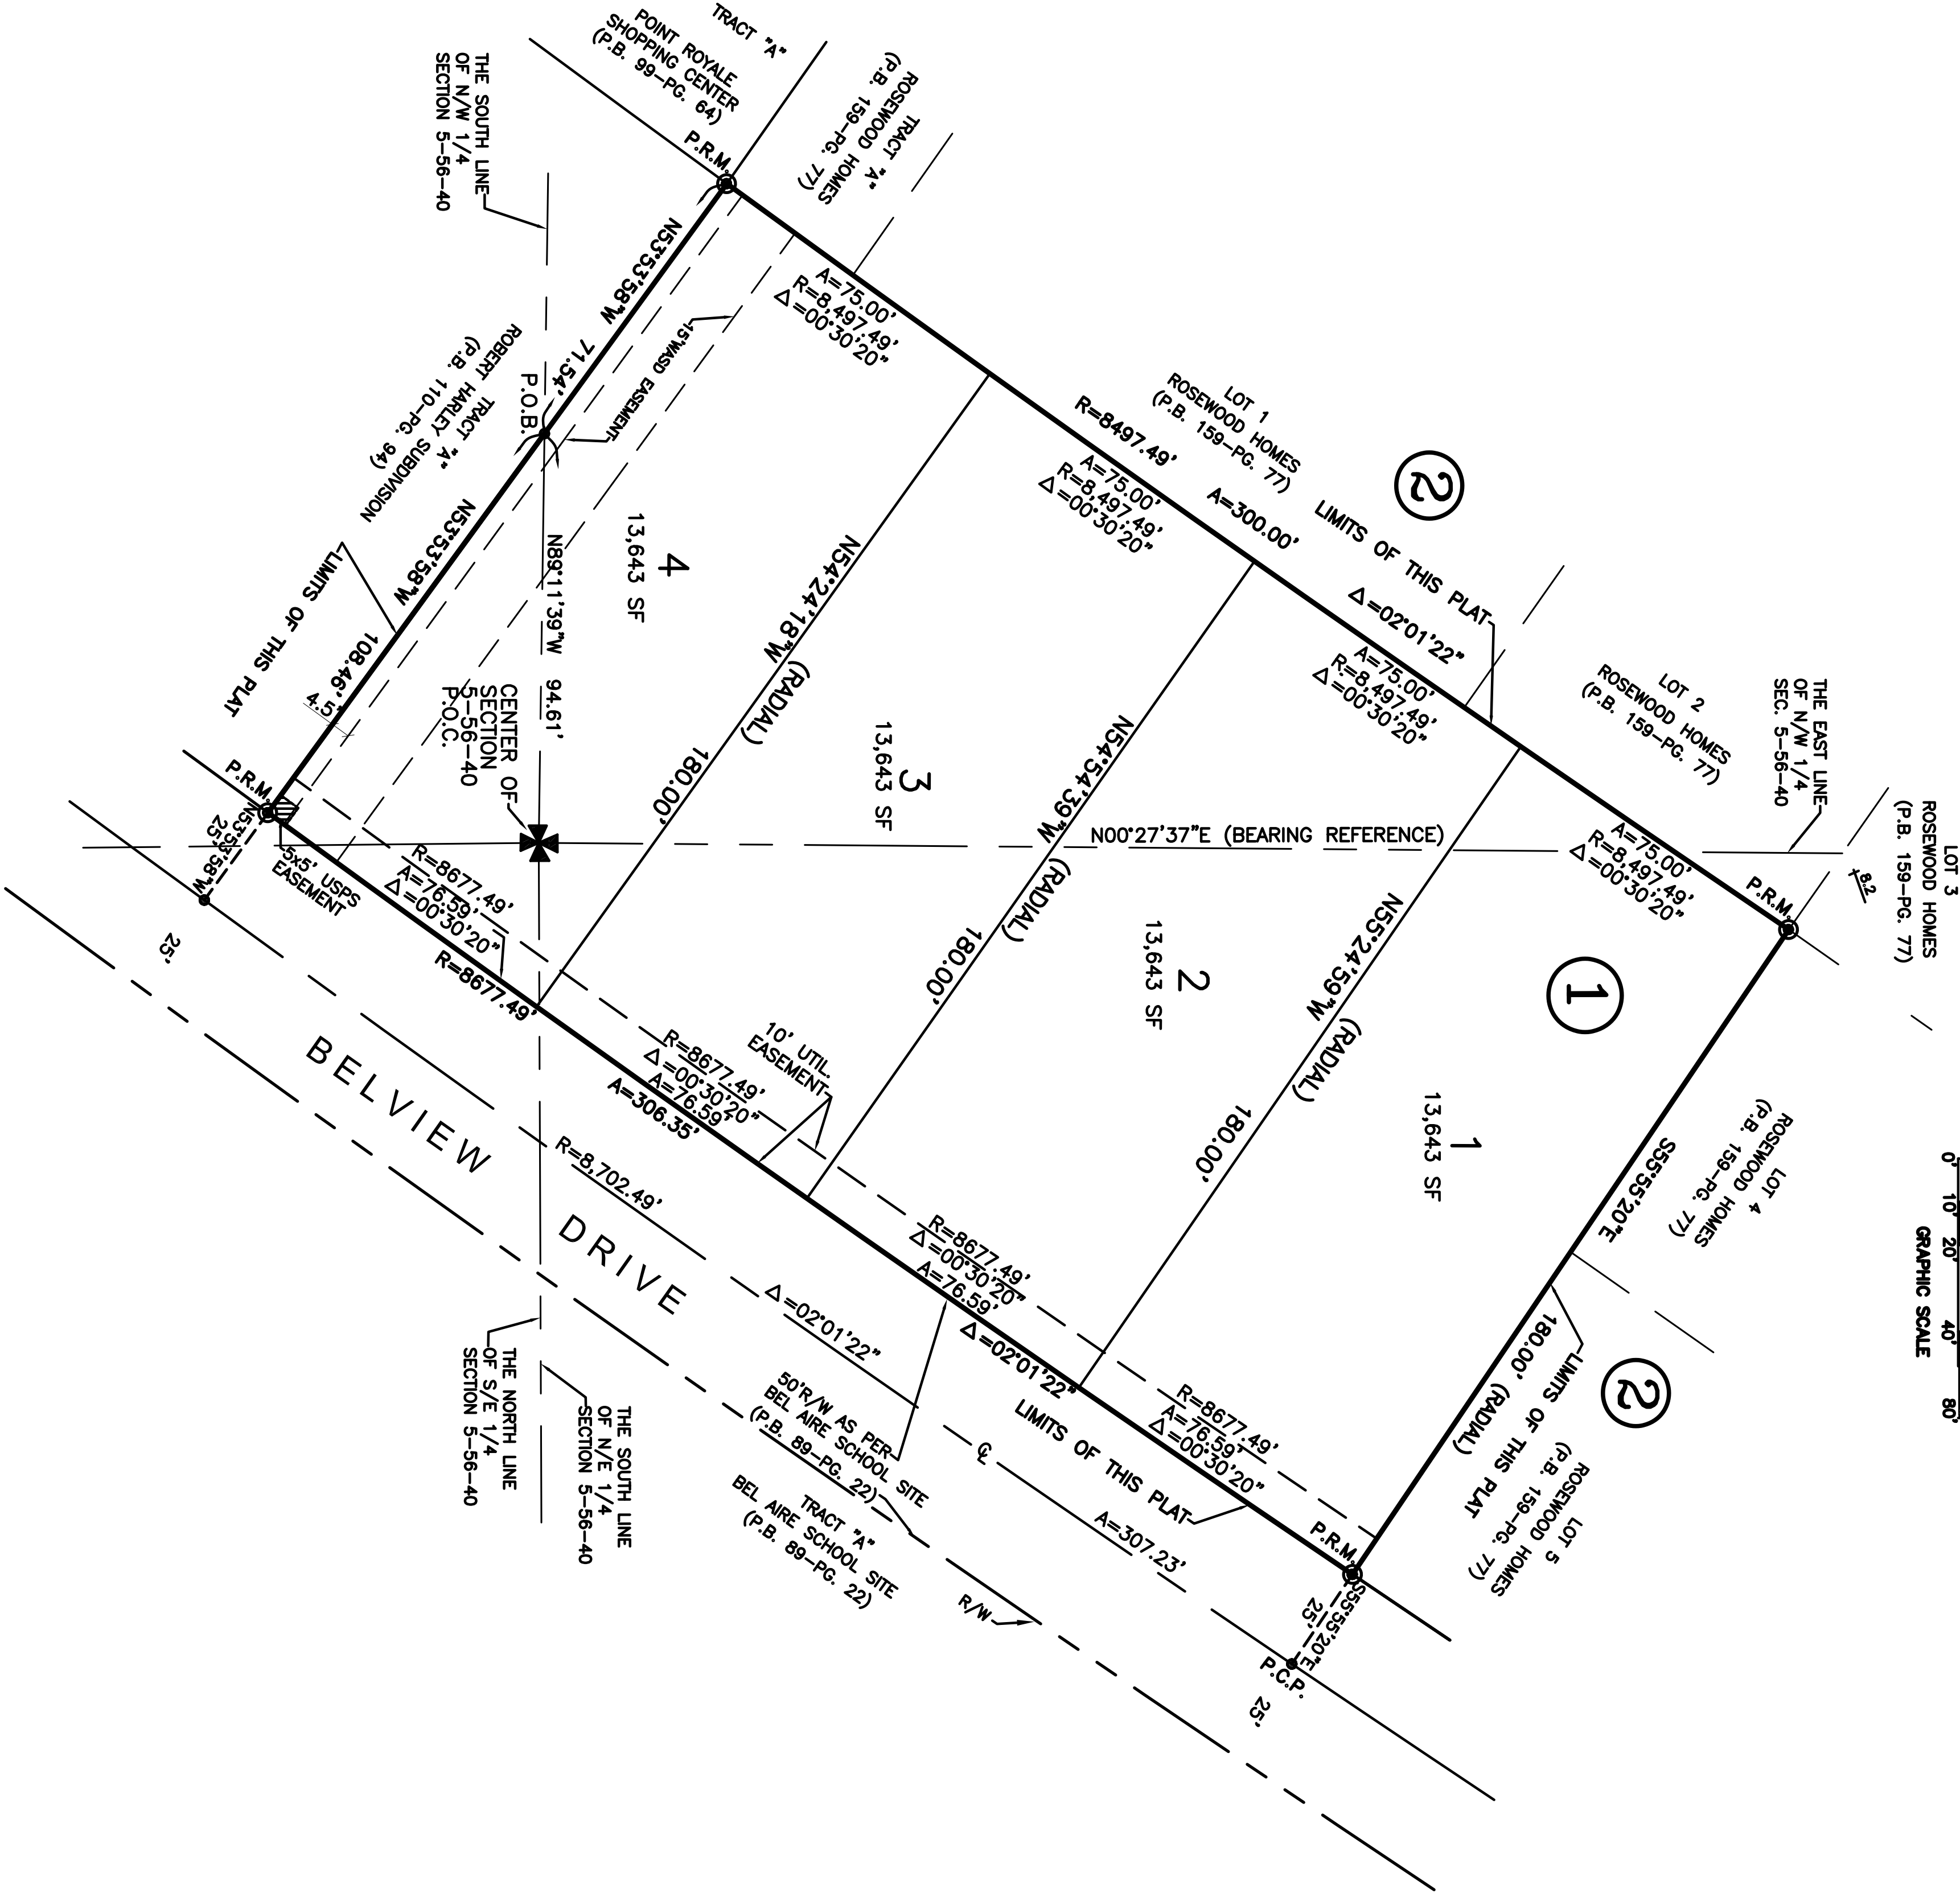 TRACT "A"
POINT ROYALE
SHOPPING CENTER
(P.B. 99-PG. 64)
TRACT "A"
ROSEWOOD HOMES
(P.B. 159-PG. 77)
P.R.M.
THE SOUTH LINE
OF N/W 1/4
SECTION 5-56-40
N53°53'58"W
71.54'
15'WASD EASEMENT
P.O.B.
TRACT "A"
ROBERT HARLEY SUBDIVISION
(P.B. 110-PG. 94)
N53°53'58"W
108.46'
LIMITS OF THIS PLAT
4.5'
P.R.M.
N53°53'58"W
25'
25'
5x5' USPS
EASEMENT
A=75.00'
R=8,497.49'
Δ=00°30'20"
LOT 1
ROSEWOOD HOMES
(P.B. 159-PG. 77)
R=8497.49'
A=300.00'
Δ=02°01'22"
LIMITS OF THIS PLAT
2
A=75.00'
R=8,497.49'
Δ=00°30'20"
A=75.00'
R=8,497.49'
Δ=00°30'20"
LOT 2
ROSEWOOD HOMES
(P.B. 159-PG. 77)
THE EAST LINE
OF N/W 1/4
SEC. 5-56-40
A=75.00'
R=8,497.49'
Δ=00°30'20"
P.R.M.
LOT 3
ROSEWOOD HOMES
(P.B. 159-PG. 77)
8.2
0' 10' 20' 40' 80'
GRAPHIC SCALE
4
13,643 SF
N89°11'39"W 94.61'
CENTER OF
SECTION
5-56-40
P.O.C.
N54°24'18"W (RADIAL)
180.00'
3
13,643 SF
N54°54'39"W (RADIAL)
180.00'
N00°27'37"E (BEARING REFERENCE)
2
13,643 SF
N55°24'59"W (RADIAL)
180.00'
1
1
13,643 SF
LOT 4
ROSEWOOD HOMES
(P.B. 159-PG. 77)
S55°55'20"E
180.00' (RADIAL)
LIMITS OF THIS PLAT
2
LOT 5
ROSEWOOD HOMES
(P.B. 159-PG. 77)
R=8677.49'
A=76.59'
Δ=00°30'20"
R=8677.49'
10' UTIL.
EASEMENT
R=8677.49'
Δ=00°30'20"
A=76.59'
A=306.35'
R=8677.49'
Δ=00°30'20"
A=76.59'
Δ=02°01'22"
R=8677.49'
A=76.59'
Δ=00°30'20"
LIMITS OF THIS PLAT
P.R.M.
S55°55'20"E
25'
P.C.P.
25'
BELVIEW DRIVE
R=8,702.49'
Δ=02°01'22"
A=307.23'
℄
50'R/W AS PER
BEL AIRE SCHOOL SITE
(P.B. 89-PG. 22)
TRACT "A"
BEL AIRE SCHOOL SITE
(P.B. 89-PG. 22)
R/W
THE NORTH LINE
OF S/E 1/4
SECTION 5-56-40
THE SOUTH LINE
OF N/E 1/4
SECTION 5-56-40